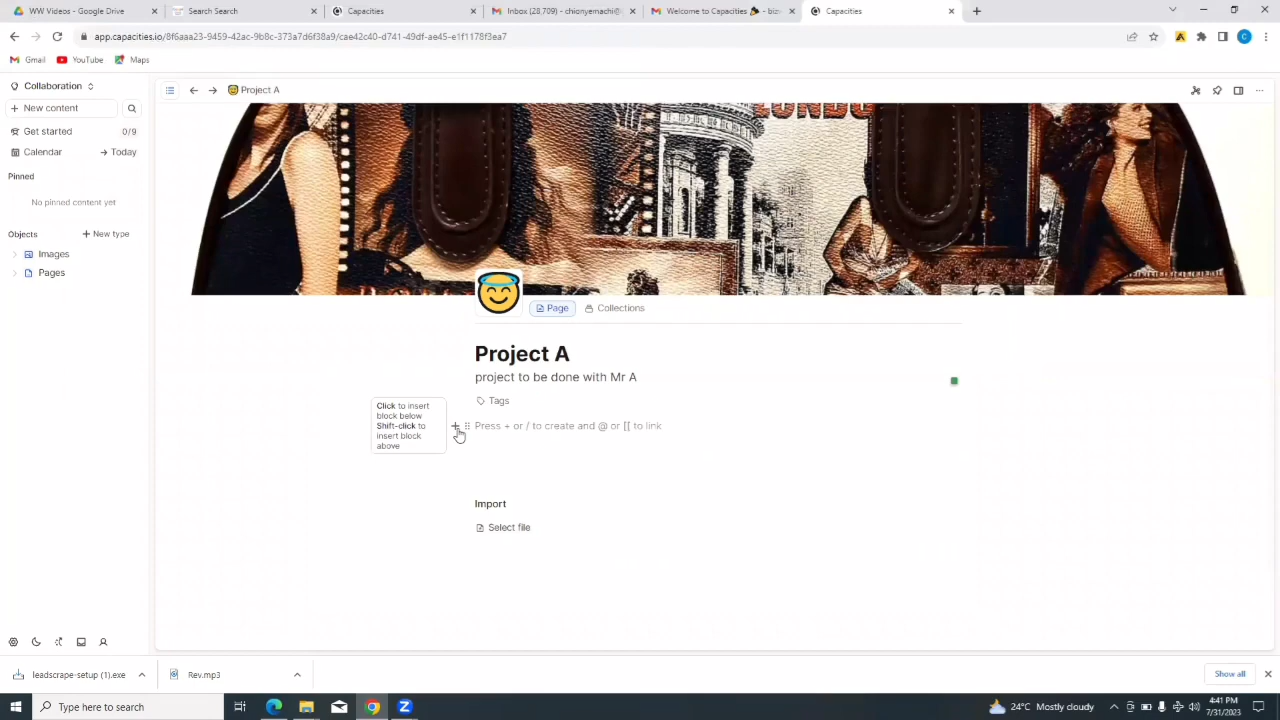 WW Videos - Google Drive
Search Search
Capacities
Inbox (28,709) - chionyemachi@
Welcome to Capacities 🎉 - biz
Capacities
app.capacities.io/8f6aaa23-9459-42ac-9b8c-373a7d6f38a9/cae42c40-d741-49df-ae45-e1f1178f3ea7
Gmail
YouTube
Maps
Collaboration
New content
Get started
9/9
Calendar
→ Today
Pinned
No pinned content yet
Objects
+ New type
Images
Pages
Project A
LONDO
Page
Collections
Project A
project to be done with Mr A
Tags
Click to insert
block below
Shift-click to
insert block
above
Press + or / to create and @ or [[ to link
Import
Select file
leadscrape-setup (1).exe
Rev.mp3
Show all
Type here to search
24°C Mostly cloudy
4:41 PM
7/31/2023